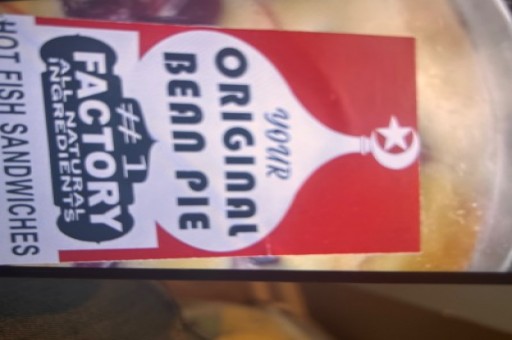 YOUR
ORIGINAL
BEAN PIE
# 1
FACTORY
ALL NATURAL
INGREDIENTS
HOT FISH SANDWICHES